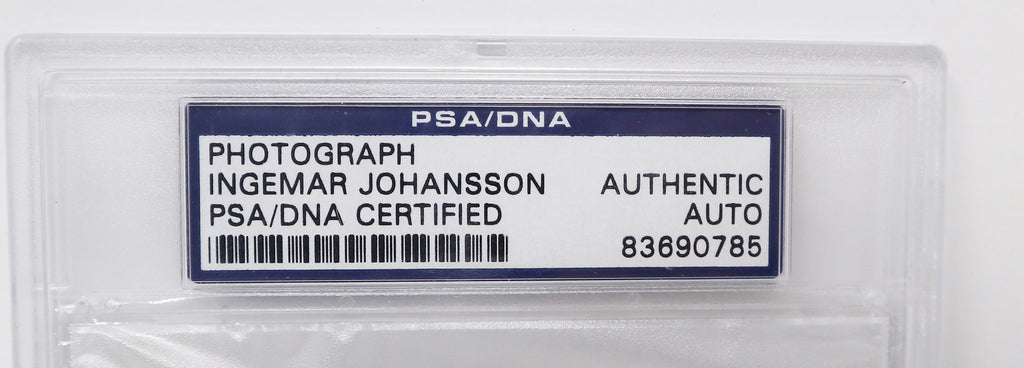 PSA/DNA
PHOTOGRAPH
INGEMAR JOHANSSON AUTHENTIC
PSA/DNA CERTIFIED AUTO
83690785